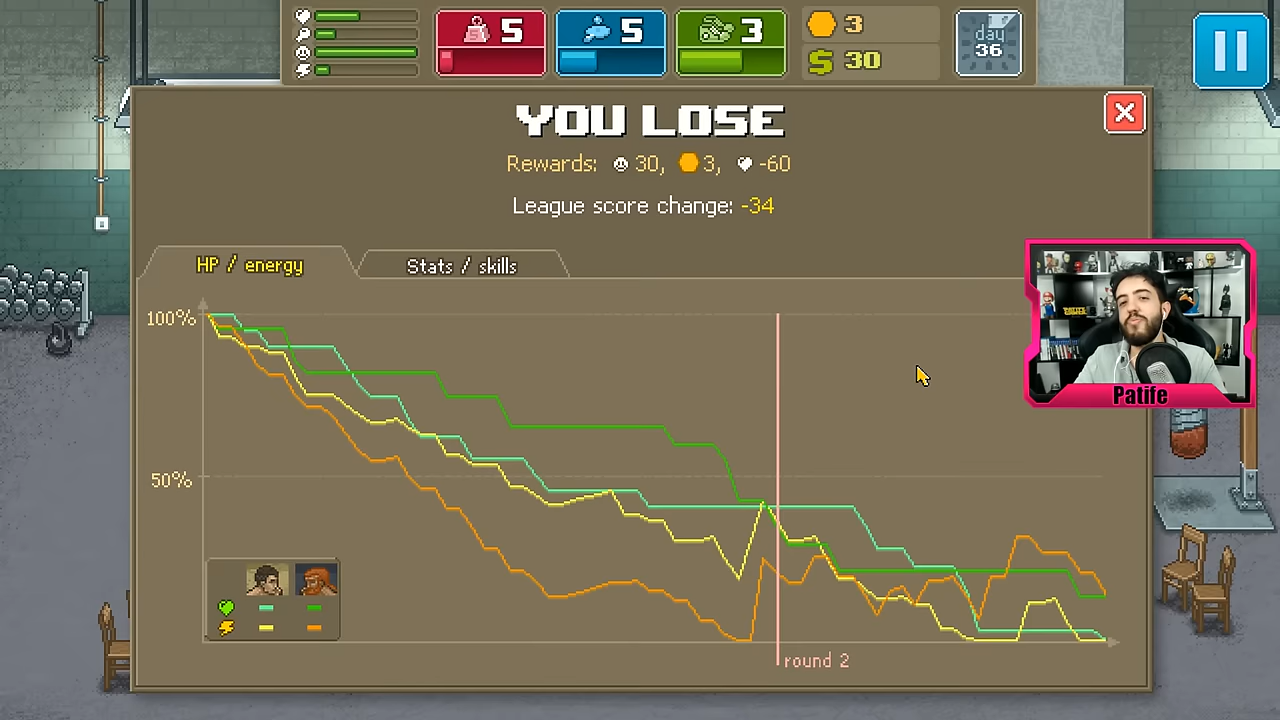 5
5
3
3
30
day
36
YOU LOSE
Rewards: 30, 3, -60
League score change: -34
HP / energy
Stats / skills
100%
50%
round 2
Patife